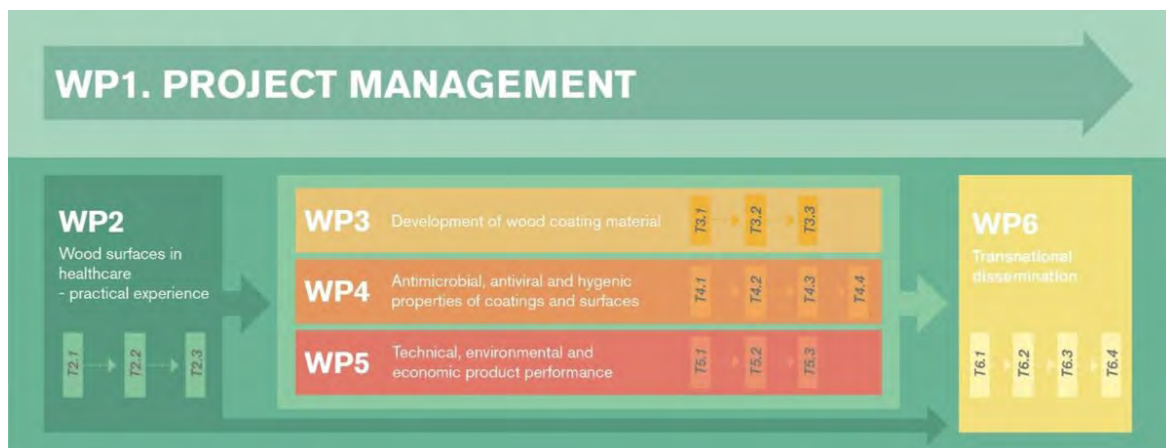 WP1. PROJECT MANAGEMENT
WP2
Wood surfaces in
healthcare
- practical experience
T2.1
T2.2
T2.3
WP3
Development of wood coating material
T3.1
T3.2
T3.3
WP4
Antimicrobial, antiviral and hygenic
properties of coatings and surfaces
T4.1
T4.2
T4.3
T4.4
WP5
Technical, environmental and
economic product performance
T5.1
T5.2
T5.3
WP6
Transnational
dissemination
T6.1
T6.2
T6.3
T6.4